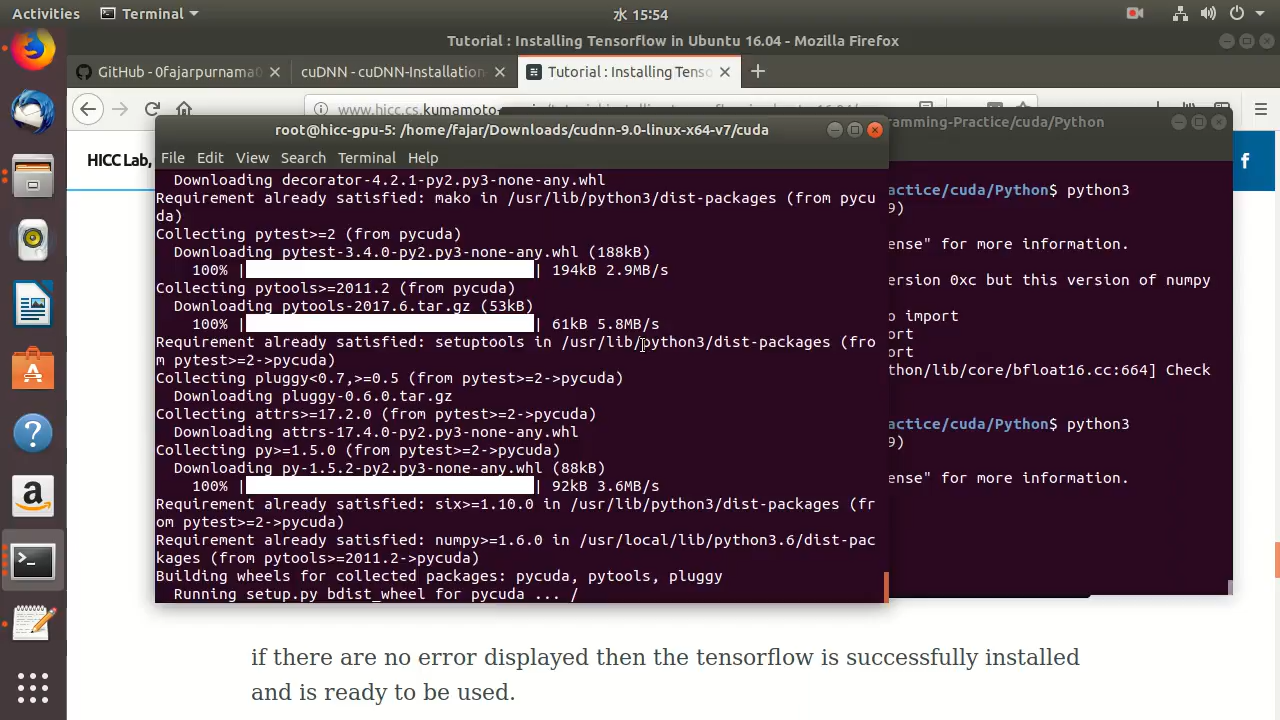 Activities
Terminal
水 15:54
Tutorial : Installing Tensorflow in Ubuntu 16.04 - Mozilla Firefox
GitHub - 0fajarpurnama0
cuDNN - cuDNN-Installation-
Tutorial : Installing Tenso
www.hicc.cs.kumamoto-
HICC Lab,
root@hicc-gpu-5: /home/fajar/Downloads/cudnn-9.0-linux-x64-v7/cuda
ramming-Practice/cuda/Python
File Edit View Search Terminal Help
Downloading decorator-4.2.1-py2.py3-none-any.whl
Requirement already satisfied: mako in /usr/lib/python3/dist-packages (from pycu
da)
Collecting pytest>=2 (from pycuda)
Downloading pytest-3.4.0-py2.py3-none-any.whl (188kB)
100% | | 194kB 2.9MB/s
Collecting pytools>=2011.2 (from pycuda)
Downloading pytools-2017.6.tar.gz (53kB)
100% | | 61kB 5.8MB/s
Requirement already satisfied: setuptools in /usr/lib/python3/dist-packages (fro
m pytest>=2->pycuda)
Collecting pluggy<0.7,>=0.5 (from pytest>=2->pycuda)
Downloading pluggy-0.6.0.tar.gz
Collecting attrs>=17.2.0 (from pytest>=2->pycuda)
Downloading attrs-17.4.0-py2.py3-none-any.whl
Collecting py>=1.5.0 (from pytest>=2->pycuda)
Downloading py-1.5.2-py2.py3-none-any.whl (88kB)
100% | | 92kB 3.6MB/s
Requirement already satisfied: six>=1.10.0 in /usr/lib/python3/dist-packages (fr
om pytest>=2->pycuda)
Requirement already satisfied: numpy>=1.6.0 in /usr/local/lib/python3.6/dist-pac
kages (from pytools>=2011.2->pycuda)
Building wheels for collected packages: pycuda, pytools, pluggy
Running setup.py bdist_wheel for pycuda ... /
actice/cuda/Python$ python3
9)
ense" for more information.
ersion 0xc but this version of numpy
o import
ort
ort
thon/lib/core/bfloat16.cc:664] Check
actice/cuda/Python$ python3
9)
ense" for more information.
if there are no error displayed then the tensorflow is successfully installed
and is ready to be used.